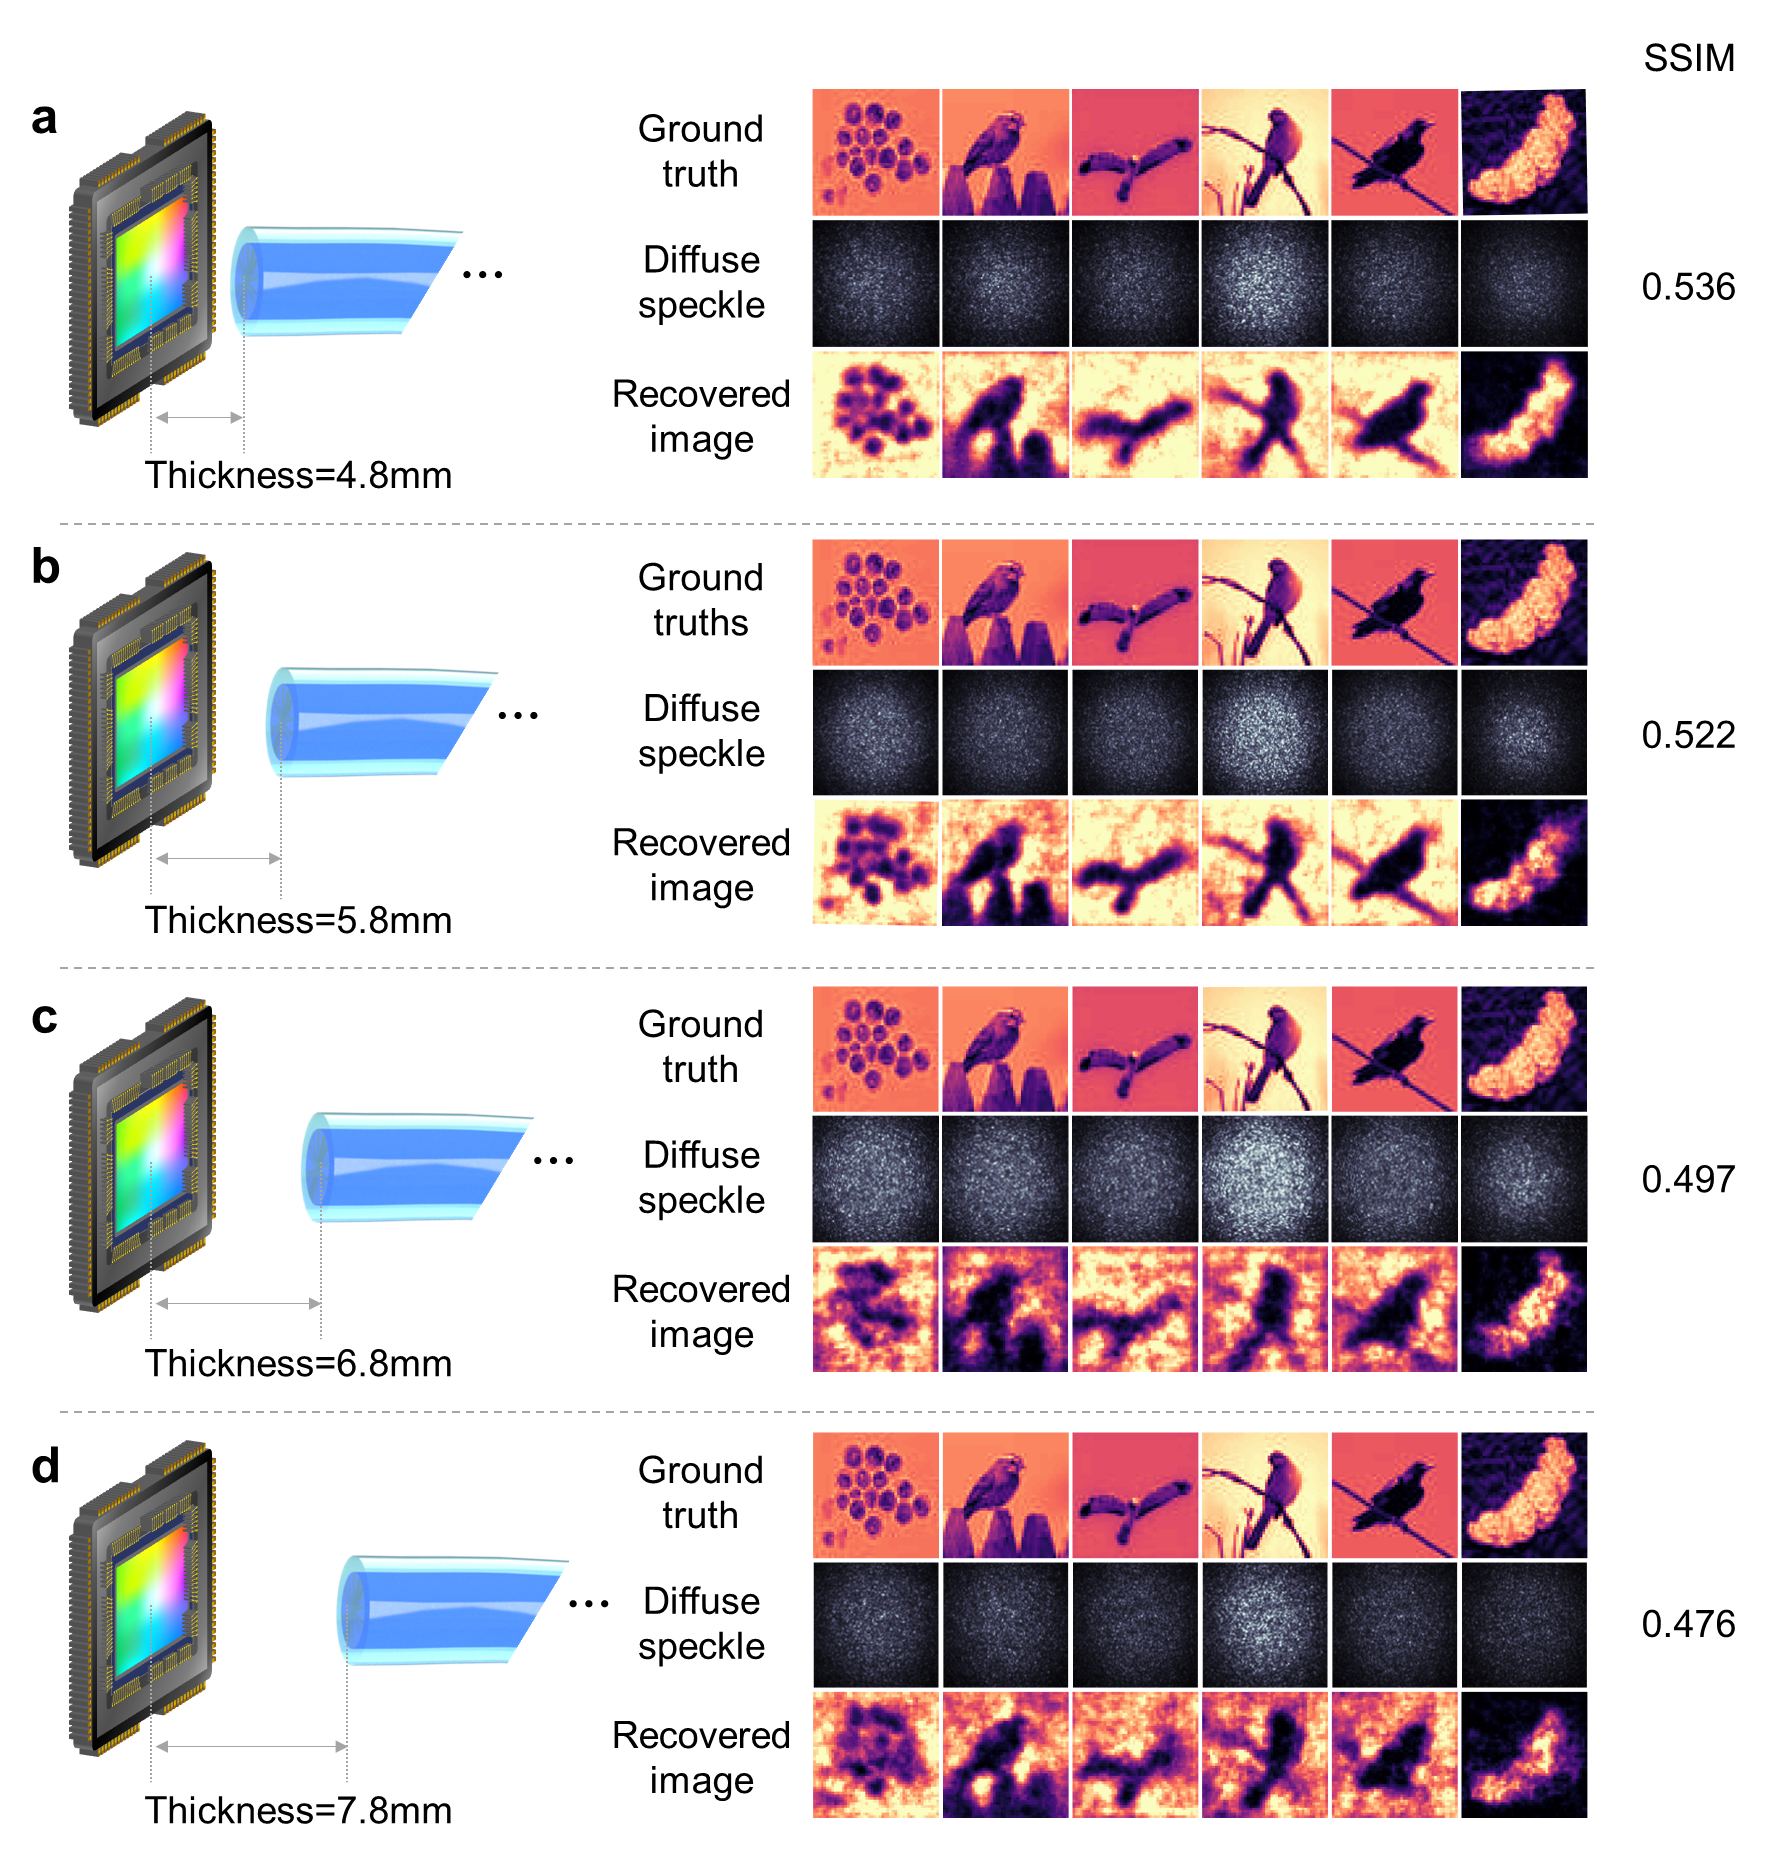 SSIM
a
Ground
truth
Diffuse
speckle
0.536
Recovered
image
Thickness=4.8mm
b
Ground
truths
Diffuse
speckle
0.522
Recovered
image
Thickness=5.8mm
c
Ground
truth
Diffuse
speckle
0.497
Recovered
image
Thickness=6.8mm
d
Ground
truth
Diffuse
speckle
0.476
Recovered
image
Thickness=7.8mm